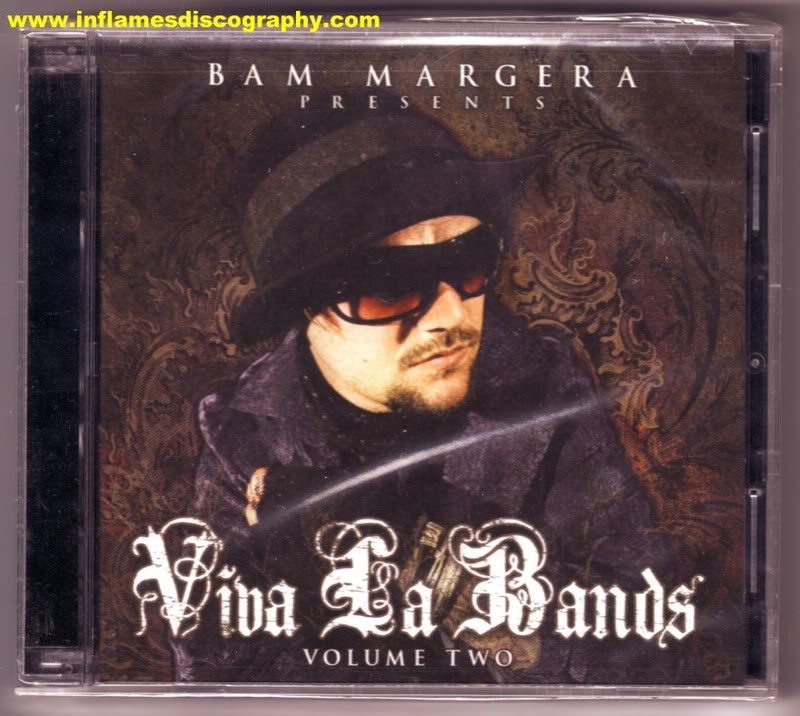 www.inflamesdiscography.com
BAM MARGERA
PRESENTS
Viva La Bands
VOLUME TWO